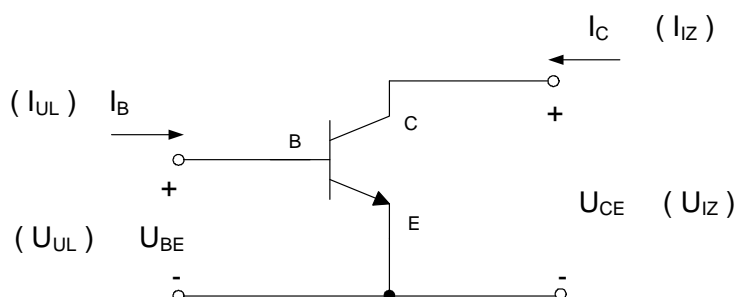 I_C ( I_IZ )
( I_UL ) I_B
C
B
+
+
E
U_CE ( U_IZ )
( U_UL ) U_BE
- -